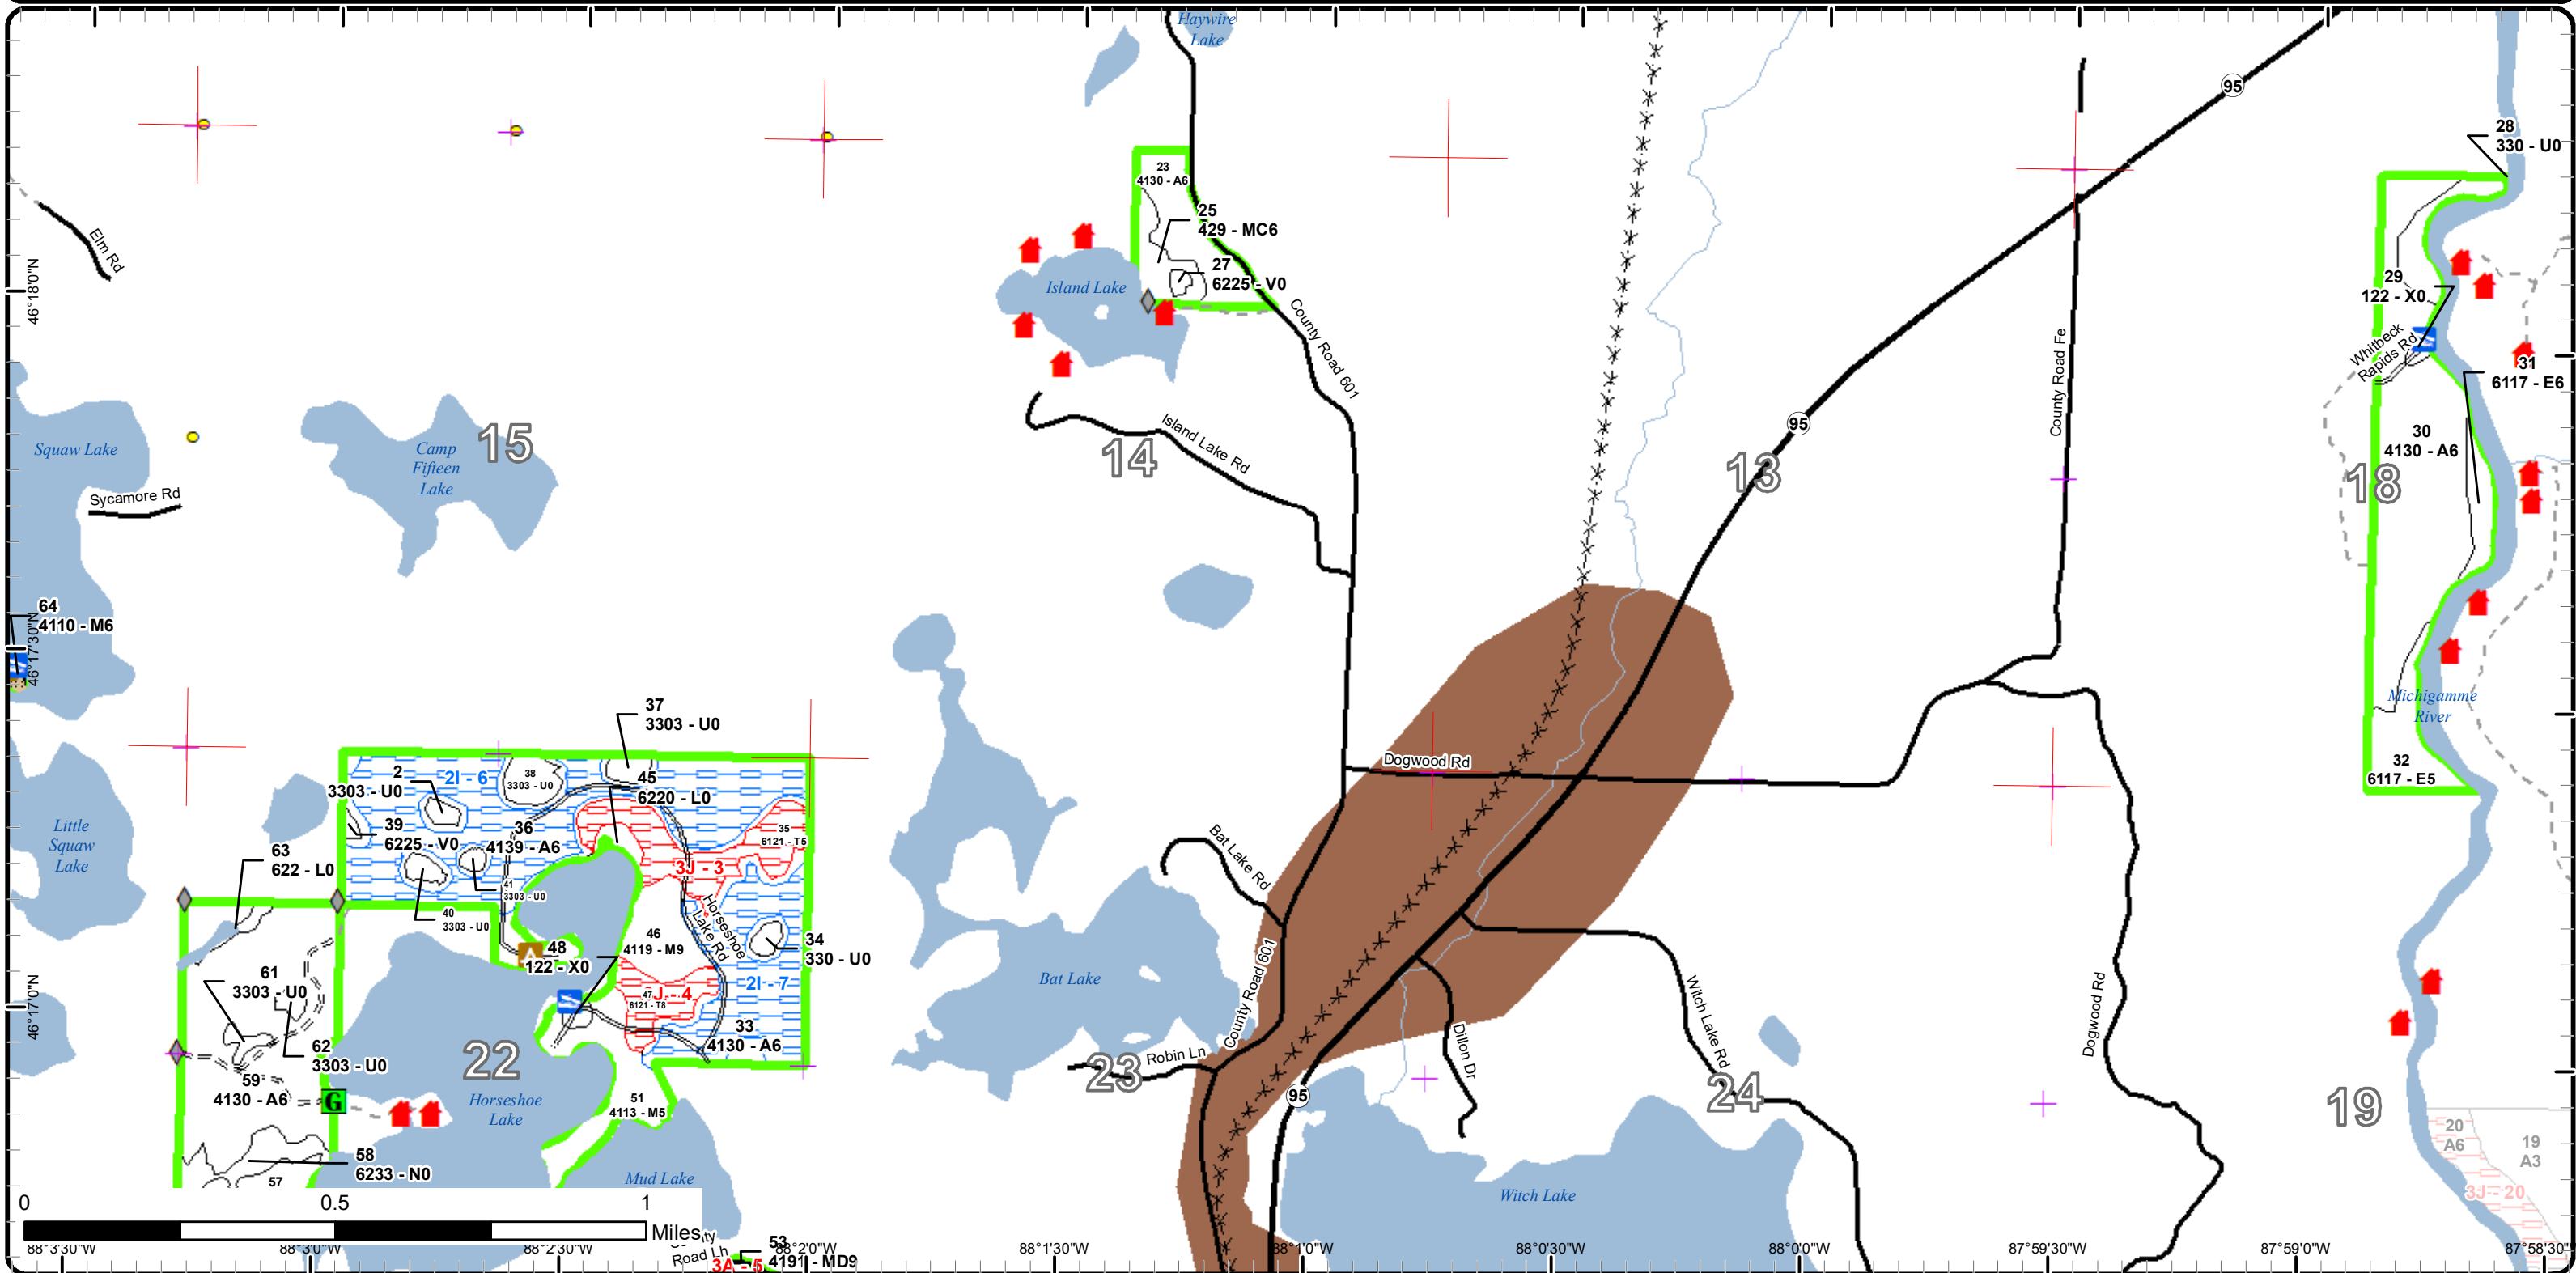 Haywire
Lake
95
28
330 - U0
23
4130 - A6
25
429 - MC6
27
6225 - V0
Elm Rd
46°18'0"N
Island Lake
County Road 601
29
122 - X0
Whitbeck
Rapids Rd
31
6117 - E6
County Road Fe
95
Squaw Lake
Camp
Fifteen
Lake
15
Island Lake Rd
14
13
30
4130 - A6
18
Sycamore Rd
64
4110 - M6
46°17'30"N
Michigamme
River
37
3303 - U0
2
3303 - U0
2I - 6
38
3303 - U0
45
6220 - L0
Dogwood Rd
32
6117 - E5
Little
Squaw
Lake
39
6225 - V0
36
4139 - A6
35
6121 - T5
3J - 3
63
622 - L0
41
3303 - U0
40
3303 - U0
Bat Lake Rd
Horseshoe
Lake Rd
46
4119 - M9
34
330 - U0
48
122 - X0
61
3303 - U0
47
6121 - T8
J - 4
2I - 7
Bat Lake
County Road 601
Witch Lake Rd
Dogwood Rd
46°17'0"N
33
4130 - A6
62
3303 - U0
22
59
4130 - A6
G
Horseshoe
Lake
51
4113 - M5
23
Robin Ln
95
Dillon Dr
24
19
20
A6
19
A3
3J - 20
58
6233 - N0
57
Mud Lake
Witch Lake
0
0.5
1
Miles
Road Ln
53
4191 - MD9
3A - 5
88°3'30"W
88°3'0"W
88°2'30"W
88°2'0"W
88°1'30"W
88°1'0"W
88°0'30"W
88°0'0"W
87°59'30"W
87°59'0"W
87°58'30"